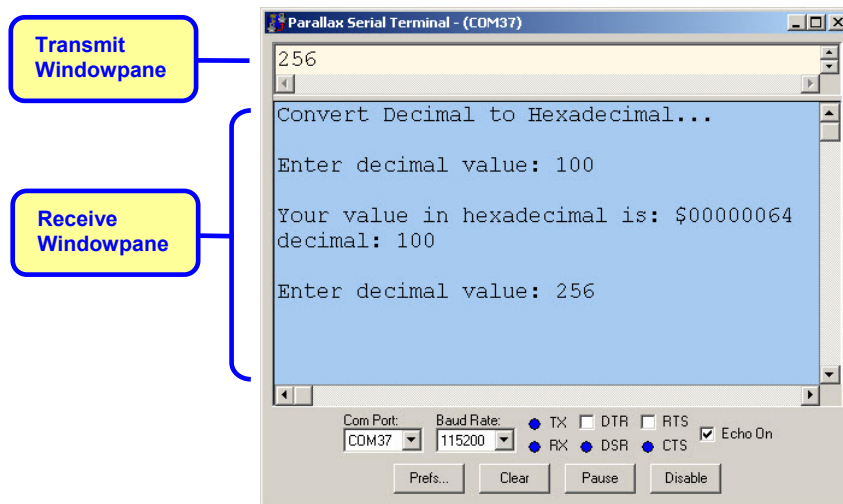 Parallax Serial Terminal - (COM37)
Transmit
Windowpane
256
Convert Decimal to Hexadecimal...
Enter decimal value: 100
Your value in hexadecimal is: $00000064
decimal: 100
Enter decimal value: 256
Receive
Windowpane
Com Port:
Baud Rate:
COM37
115200
TX
DTR
RTS
RX
DSR
CTS
Echo On
Prefs...
Clear
Pause
Disable